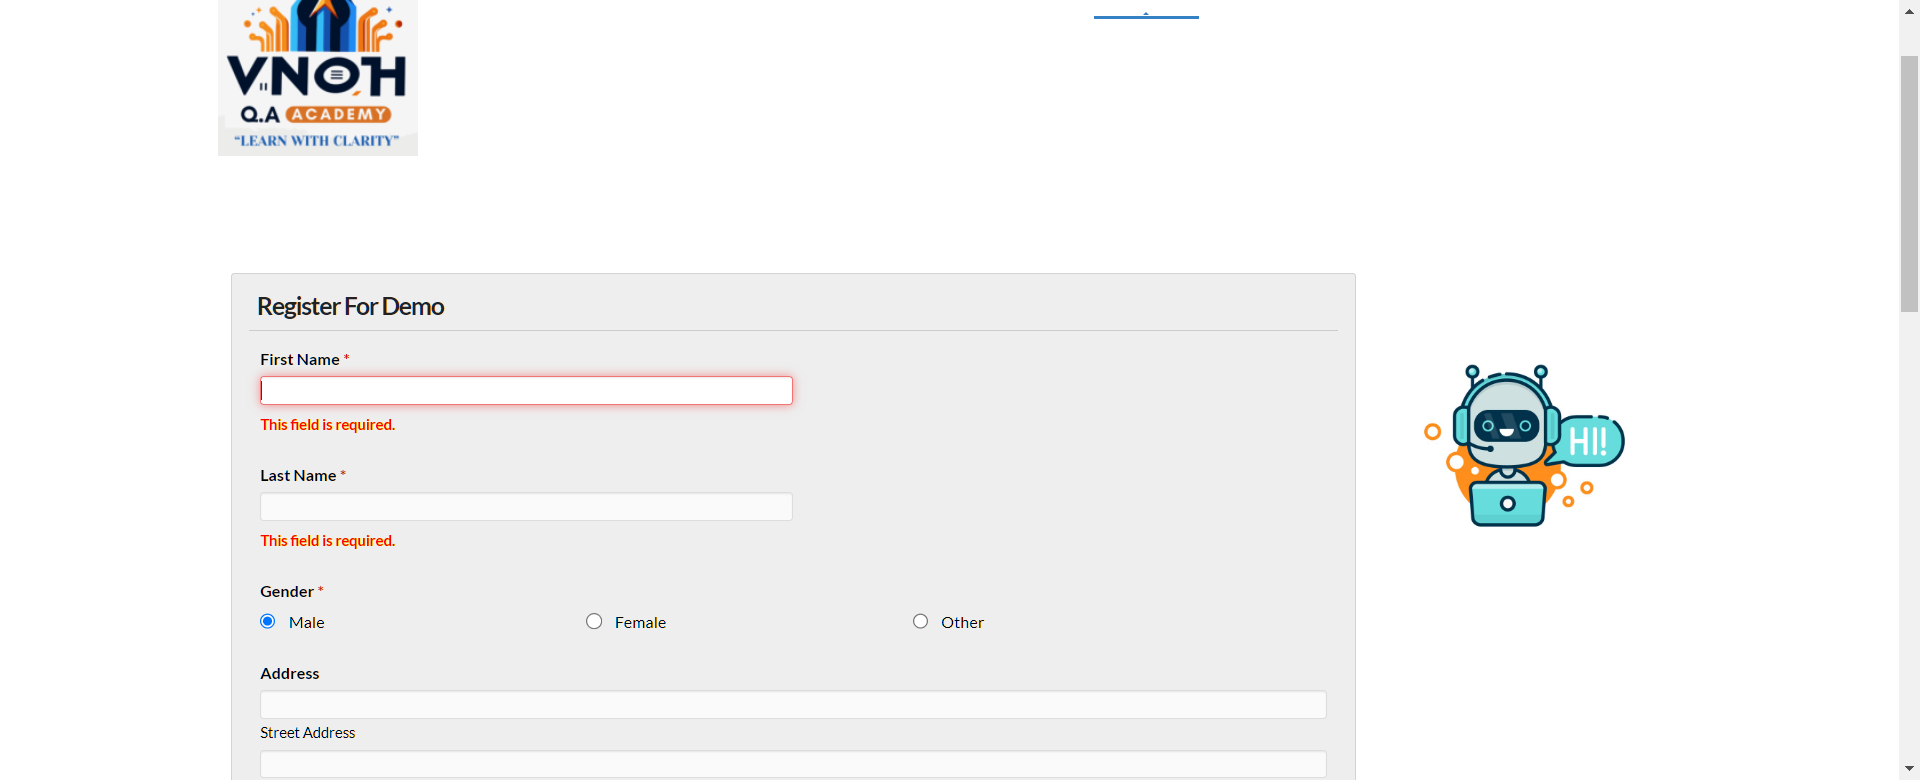 VNOH
Q.A ACADEMY
“LEARN WITH CLARITY”
Register For Demo
First Name *
This field is required.
Last Name *
This field is required.
Gender *
Male Female Other
Address
Street Address
HI!